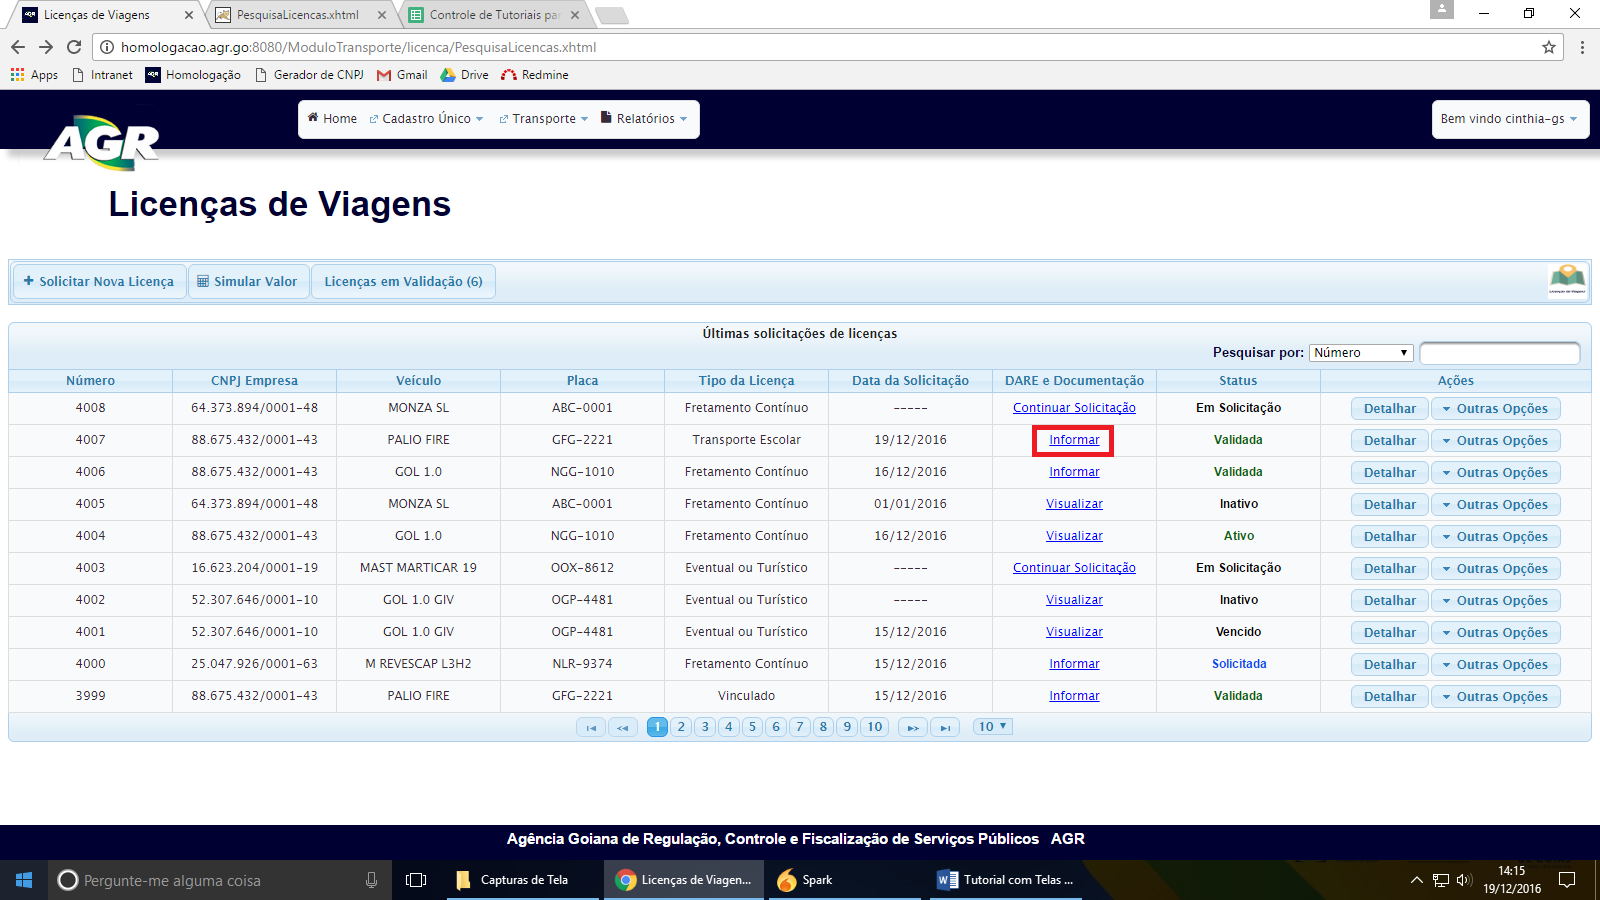 Licenças de Viagens
PesquisaLicencas.xhtml
Controle de Tutoriais pa
homologacao.agr.go:8080/ModuloTransporte/licenca/PesquisaLicencas.xhtml
Apps Intranet Homologação Gerador de CNPJ Gmail Drive Redmine
AGR
Home Cadastro Único Transporte Relatórios
Bem vindo cinthia-gs
Licenças de Viagens
Solicitar Nova Licença Simular Valor Licenças em Validação (6)
Últimas solicitações de licenças
Pesquisar por: Número
Número CNPJ Empresa Veículo Placa Tipo da Licença Data da Solicitação DARE e Documentação Status Ações
4008 64.373.894/0001-48 MONZA SL ABC-0001 Fretamento Contínuo ----- Continuar Solicitação Em Solicitação Detalhar Outras Opções
4007 88.675.432/0001-43 PALIO FIRE GFG-2221 Transporte Escolar 19/12/2016 Informar Validada Detalhar Outras Opções
4006 88.675.432/0001-43 GOL 1.0 NGG-1010 Fretamento Contínuo 16/12/2016 Informar Validada Detalhar Outras Opções
4005 64.373.894/0001-48 MONZA SL ABC-0001 Fretamento Contínuo 01/01/2016 Visualizar Inativo Detalhar Outras Opções
4004 88.675.432/0001-43 GOL 1.0 NGG-1010 Fretamento Contínuo 16/12/2016 Visualizar Ativo Detalhar Outras Opções
4003 16.623.204/0001-19 MAST MARTICAR 19 OOX-8612 Eventual ou Turístico ----- Continuar Solicitação Em Solicitação Detalhar Outras Opções
4002 52.307.646/0001-10 GOL 1.0 GIV OGP-4481 Eventual ou Turístico ----- Visualizar Inativo Detalhar Outras Opções
4001 52.307.646/0001-10 GOL 1.0 GIV OGP-4481 Eventual ou Turístico 15/12/2016 Visualizar Vencido Detalhar Outras Opções
4000 25.047.926/0001-63 M REVESCAP L3H2 NLR-9374 Fretamento Contínuo 15/12/2016 Informar Solicitada Detalhar Outras Opções
3999 88.675.432/0001-43 PALIO FIRE GFG-2221 Vinculado 15/12/2016 Informar Validada Detalhar Outras Opções
1 2 3 4 5 6 7 8 9 10 10
Agência Goiana de Regulação, Controle e Fiscalização de Serviços Públicos AGR
Pergunte-me alguma coisa
Capturas de Tela
Licenças de Viagen...
Spark
Tutorial com Telas ...
14:15
19/12/2016